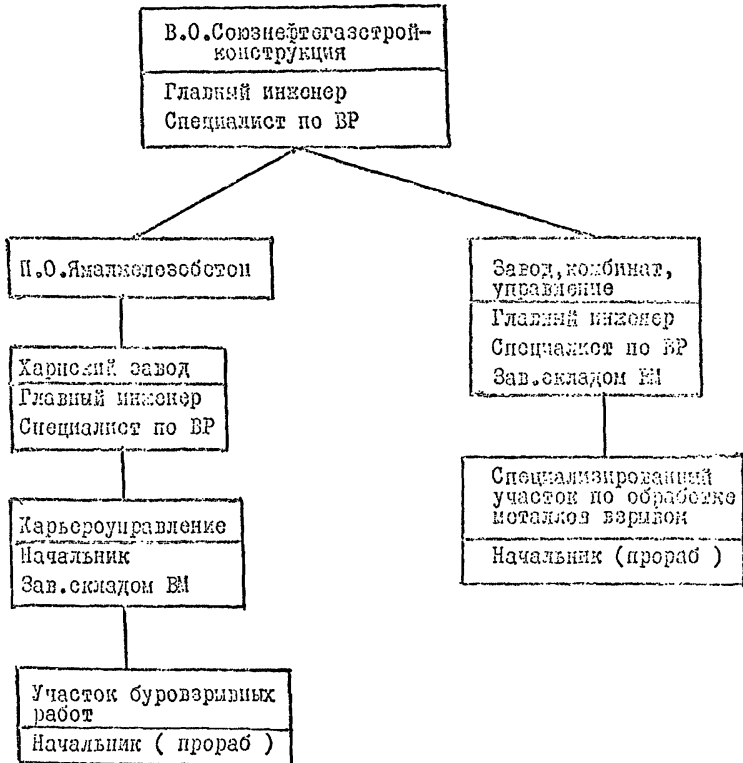 В.О.Союзнефтегазстрой-
конструкция
Главный инженер
Специалист по ВР
П.О.Ямалжелезобетон
Харпский завод
Главный инженер
Специалист по ВР
Карьероуправление
Начальник
Зав.складом ВМ
Участок буровзрывных
работ
Начальник ( прораб )
Завод,комбинат,
управление
Главный инженер
Специалист по ВР
Зав.складом ВМ
Специализированный
участок по обработке
металлов взрывом
Начальник (прораб )